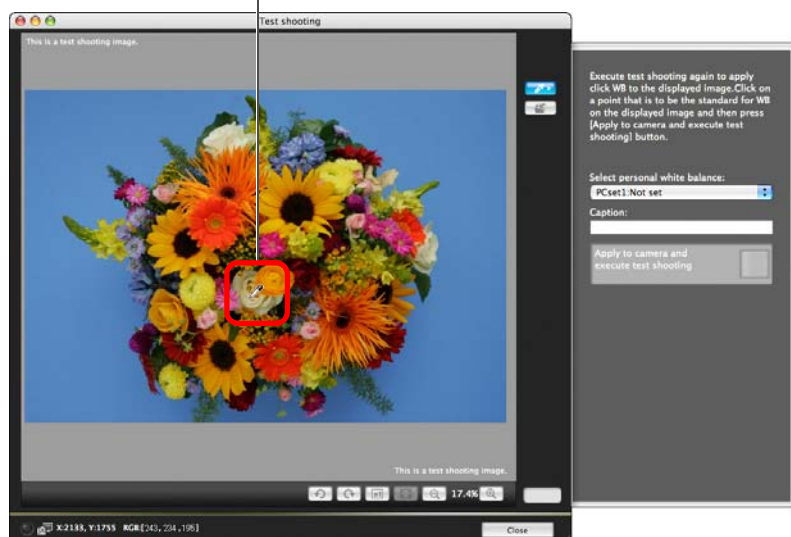 Test shooting
This is a test shooting image.
Execute test shooting again to apply
click WB to the displayed image.Click on
a point that is to be the standard for WB
on the displayed image and then press
[Apply to camera and execute test
shooting] button.
Select personal white balance:
PCset1:Not set
Caption:
Apply to camera and
execute test shooting
This is a test shooting image.
17.4%
X:2133, Y:1755 RGB[243, 234 ,195]
Close